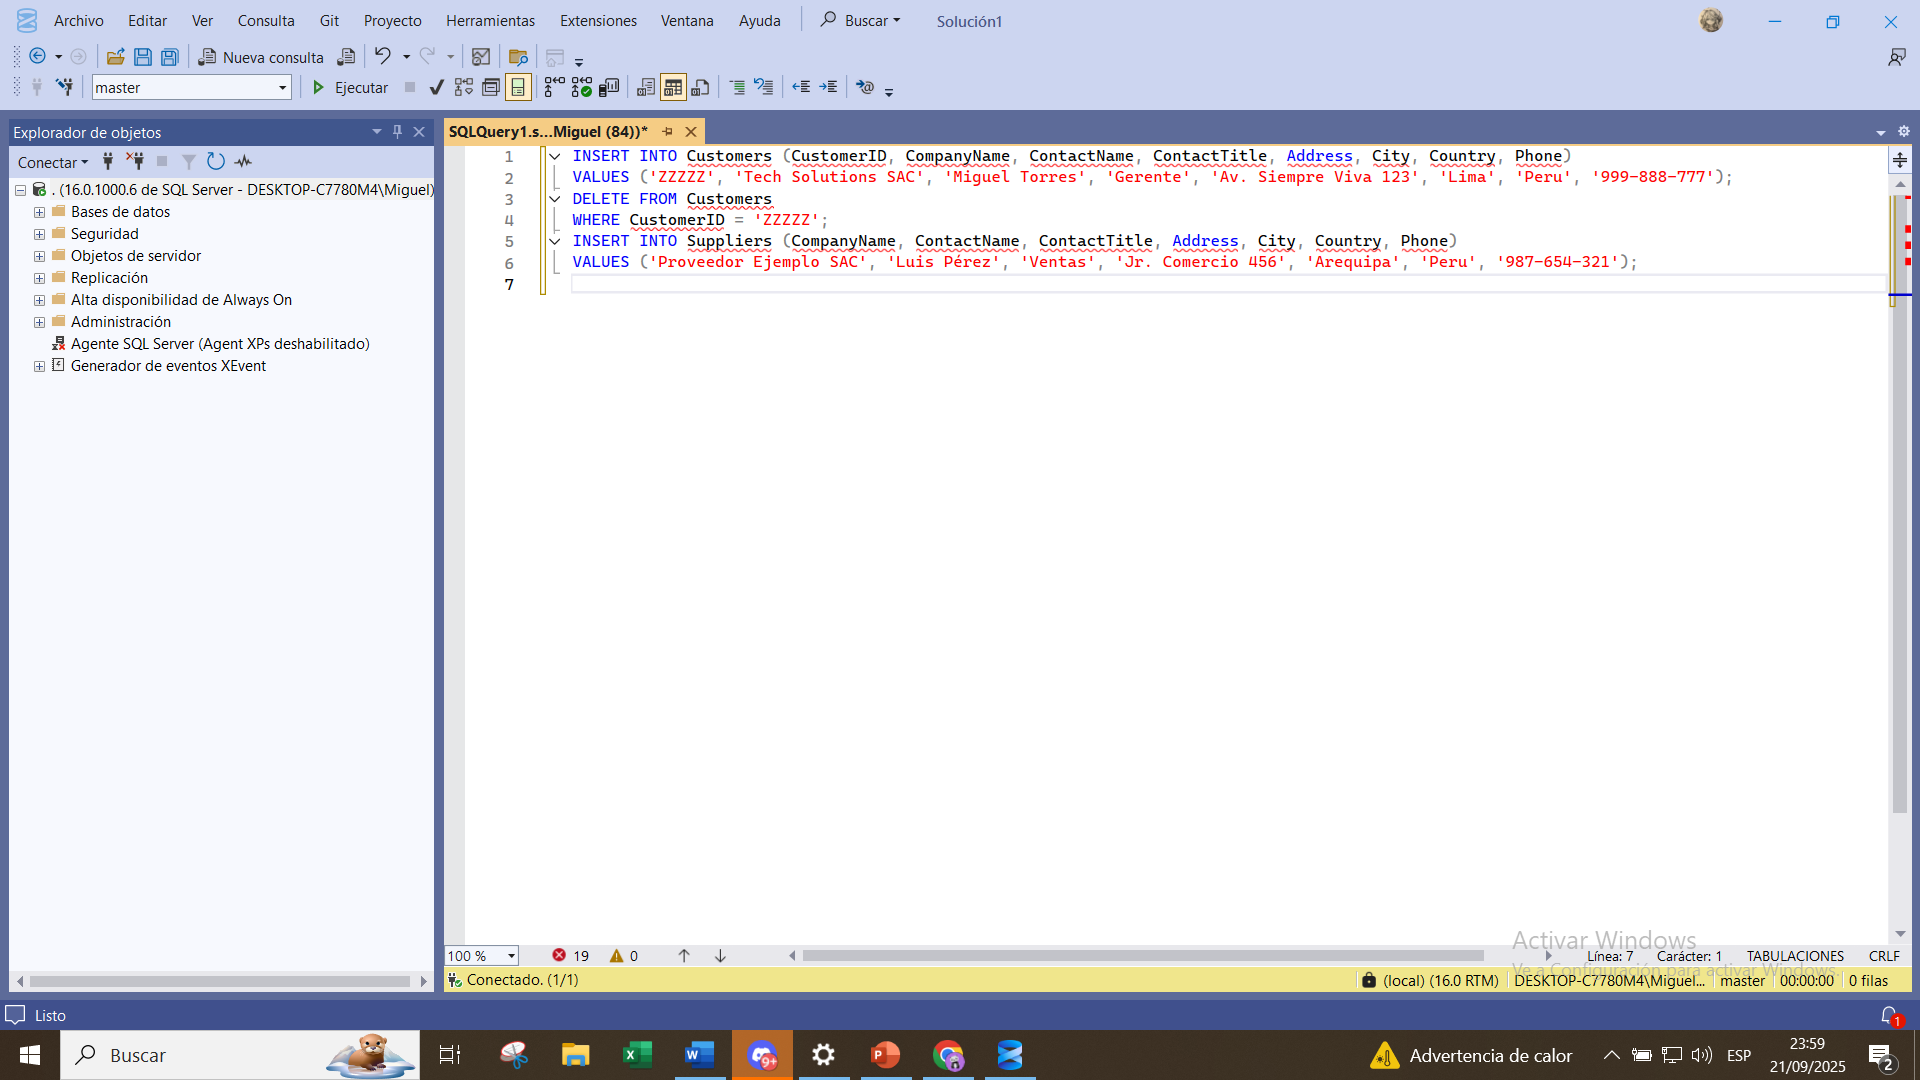 Archivo Editar Ver Consulta Git Proyecto Herramientas Extensiones Ventana Ayuda Buscar Solución1
Nueva consulta
master Ejecutar
Explorador de objetos
Conectar
. (16.0.1000.6 de SQL Server - DESKTOP-C7780M4\Miguel)
Bases de datos
Seguridad
Objetos de servidor
Replicación
Alta disponibilidad de Always On
Administración
Agente SQL Server (Agent XPs deshabilitado)
Generador de eventos XEvent
SQLQuery1.s...Miguel (84))*
1 INSERT INTO Customers (CustomerID, CompanyName, ContactName, ContactTitle, Address, City, Country, Phone)
2 VALUES ('ZZZZZ', 'Tech Solutions SAC', 'Miguel Torres', 'Gerente', 'Av. Siempre Viva 123', 'Lima', 'Peru', '999-888-777');
3 DELETE FROM Customers
4 WHERE CustomerID = 'ZZZZZ';
5 INSERT INTO Suppliers (CompanyName, ContactName, ContactTitle, Address, City, Country, Phone)
6 VALUES ('Proveedor Ejemplo SAC', 'Luis Pérez', 'Ventas', 'Jr. Comercio 456', 'Arequipa', 'Peru', '987-654-321');
7
Activar Windows
Ve a Configuración para activar Windows.
100 % 19 0 Línea: 7 Carácter: 1 TABULACIONES CRLF
Conectado. (1/1) (local) (16.0 RTM) DESKTOP-C7780M4\Miguel... master 00:00:00 0 filas
Listo 1
Buscar 9+ Advertencia de calor ESP 23:59
21/09/2025 2